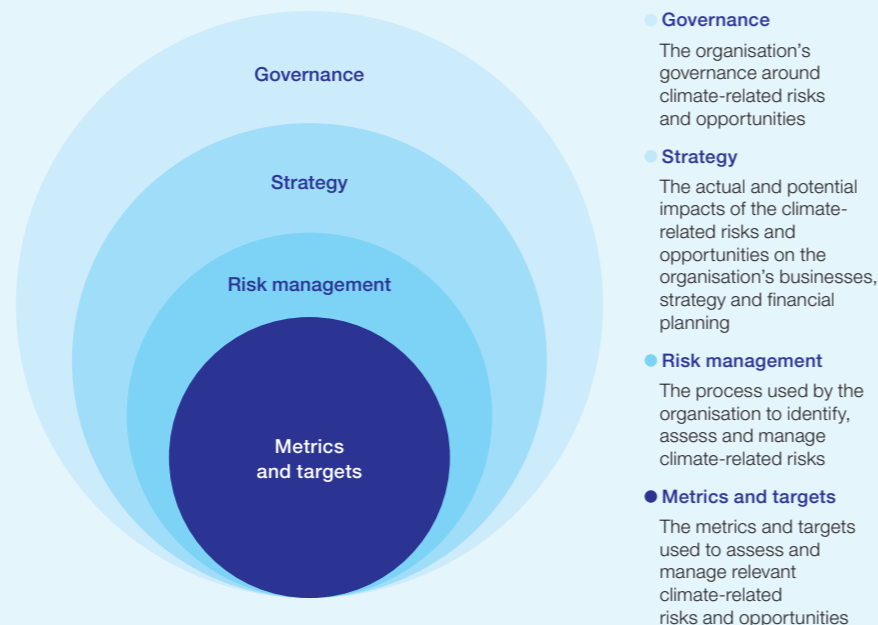 Governance
Strategy
Risk management
Metrics
and targets
Governance
The organisation’s
governance around
climate-related risks
and opportunities
Strategy
The actual and potential
impacts of the climate-
related risks and
opportunities on the
organisation’s businesses,
strategy and financial
planning
Risk management
The process used by the
organisation to identify,
assess and manage
climate-related risks
Metrics and targets
The metrics and targets
used to assess and
manage relevant
climate-related
risks and opportunities